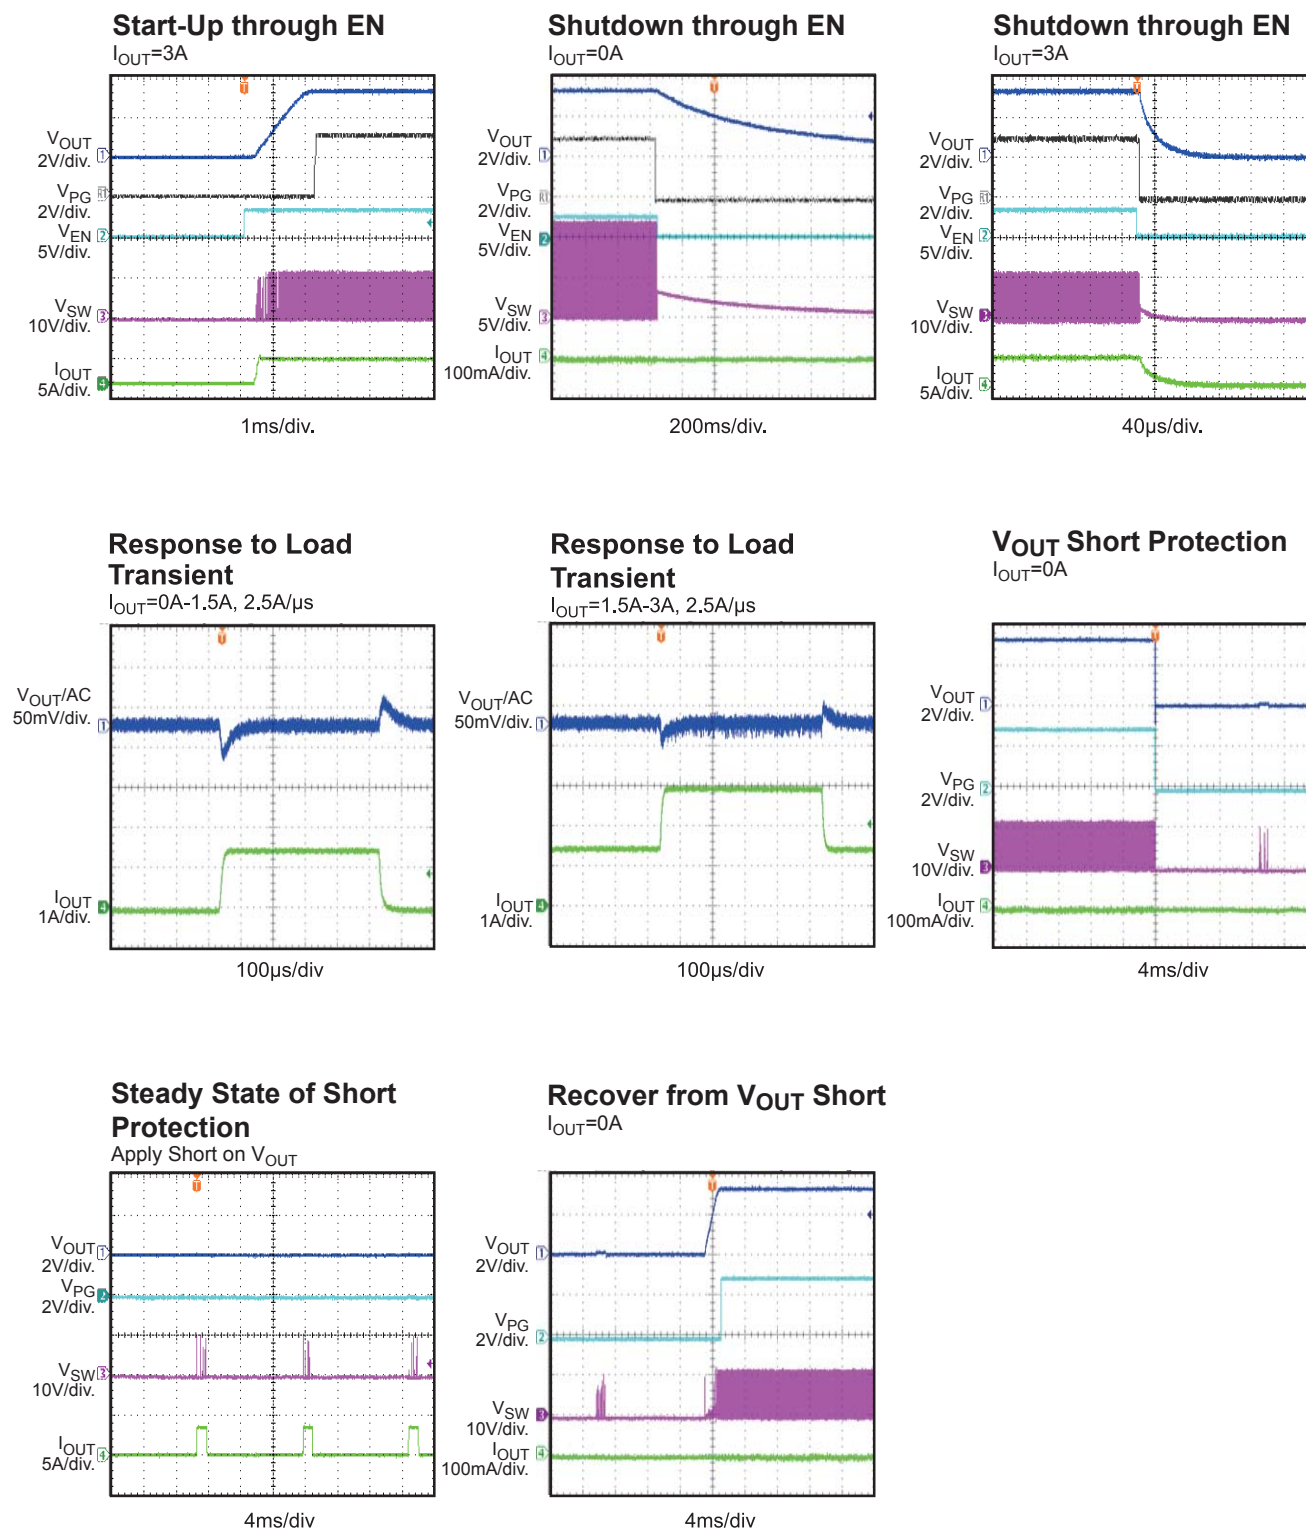 Start-Up through EN
IOUT=3A
VOUT
2V/div.
VPG
2V/div.
VEN
5V/div.
VSW
10V/div.
IOUT
5A/div.
1ms/div.
Shutdown through EN
IOUT=0A
VOUT
2V/div.
VPG
2V/div.
VEN
5V/div.
VSW
5V/div.
IOUT
100mA/div.
200ms/div.
Shutdown through EN
IOUT=3A
VOUT
2V/div.
VPG
2V/div.
VEN
5V/div.
VSW
10V/div.
IOUT
5A/div.
40µs/div.
Response to Load
Transient
IOUT=0A-1.5A, 2.5A/µs
VOUT/AC
50mV/div.
IOUT
1A/div.
100µs/div
Response to Load
Transient
IOUT=1.5A-3A, 2.5A/µs
VOUT/AC
50mV/div.
IOUT
1A/div.
100µs/div
VOUT Short Protection
IOUT=0A
VOUT
2V/div.
VPG
2V/div.
VSW
10V/div.
IOUT
100mA/div.
4ms/div
Steady State of Short
Protection
Apply Short on VOUT
VOUT
2V/div.
VPG
2V/div.
VSW
10V/div.
IOUT
5A/div.
4ms/div
Recover from VOUT Short
IOUT=0A
VOUT
2V/div.
VPG
2V/div.
VSW
10V/div.
IOUT
100mA/div.
4ms/div